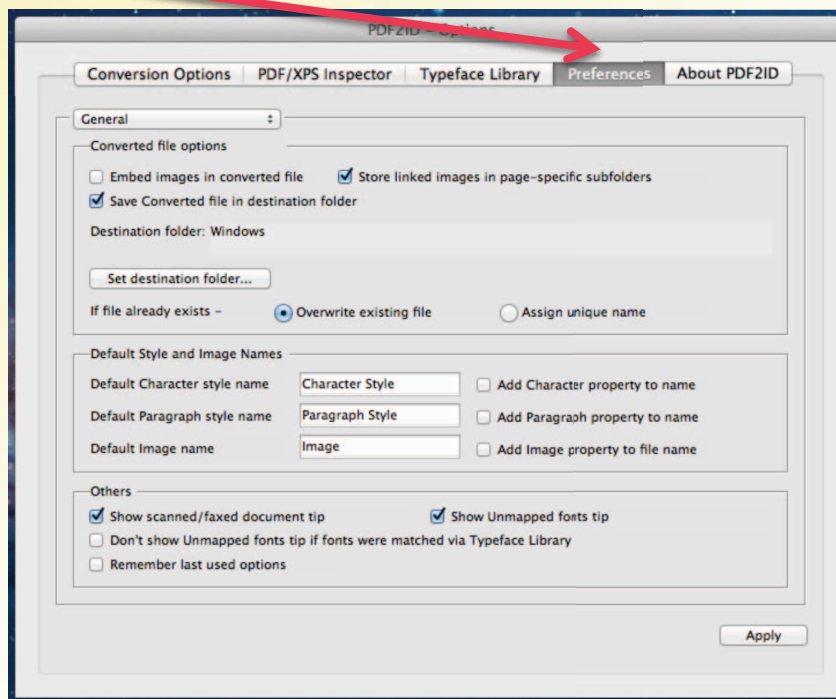 PDF2ID - Options
Conversion Options PDF/XPS Inspector Typeface Library Preferences About PDF2ID
General
Converted file options
Embed images in converted file Store linked images in page-specific subfolders
Save Converted file in destination folder
Destination folder: Windows
Set destination folder...
If file already exists - Overwrite existing file Assign unique name
Default Style and Image Names
Default Character style name Character Style Add Character property to name
Default Paragraph style name Paragraph Style Add Paragraph property to name
Default Image name Image Add Image property to file name
Others
Show scanned/faxed document tip Show Unmapped fonts tip
Don't show Unmapped fonts tip if fonts were matched via Typeface Library
Remember last used options
Apply